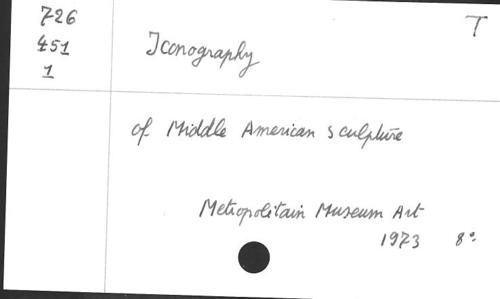 726
451
1
T
Iconography
of Middle American sculpture
Metropolitain Museum Art
1973 8°